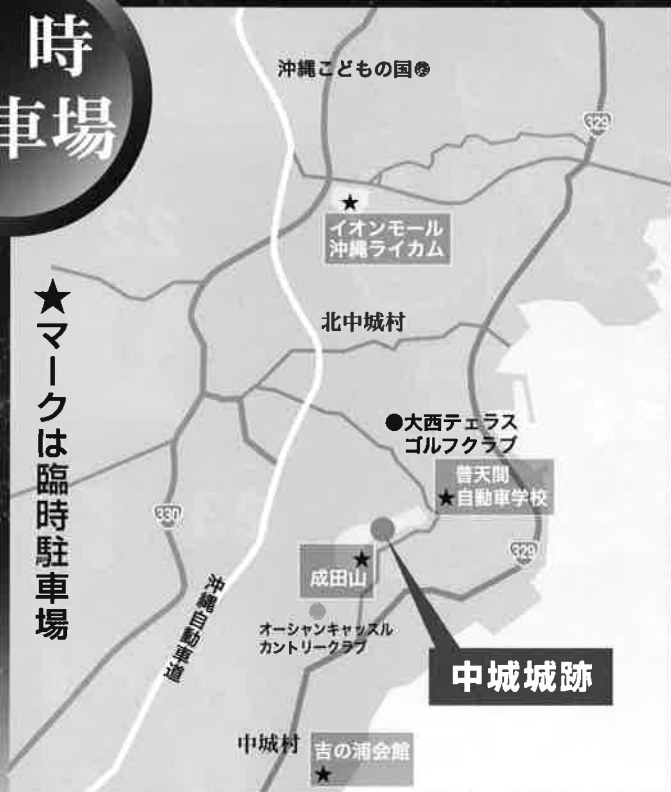 時
車場
★マークは臨時駐車場
沖縄こどもの国
329
★
イオンモール
沖縄ライカム
北中城村
●大西テェラス
ゴルフクラブ
普天間
★自動車学校
330
329
★
成田山
沖縄自動車道
オーシャンキャッスル
カントリークラブ
中城城跡
中城村
吉の浦会館
★